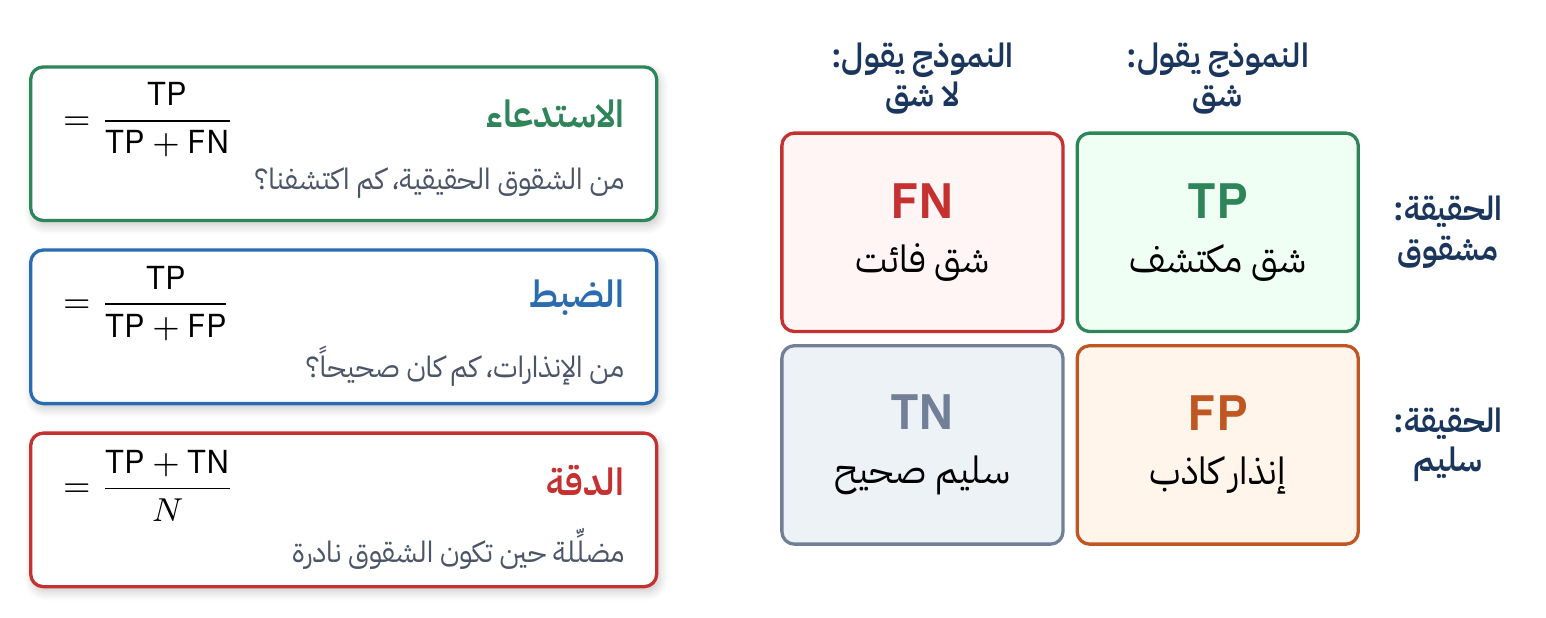 النموذج يقول:
شق
النموذج يقول:
لا شق
الحقيقة:
مشقوق
TP
شق مكتشف
FN
شق فائت
الحقيقة:
سليم
FP
إنذار كاذب
TN
سليم صحيح
الاستدعاء
= TP / (TP + FN)
من الشقوق الحقيقية، كم اكتشفنا؟
الضبط
= TP / (TP + FP)
من الإنذارات، كم كان صحيحاً؟
الدقة
= (TP + TN) / N
مضلِّلة حين تكون الشقوق نادرة